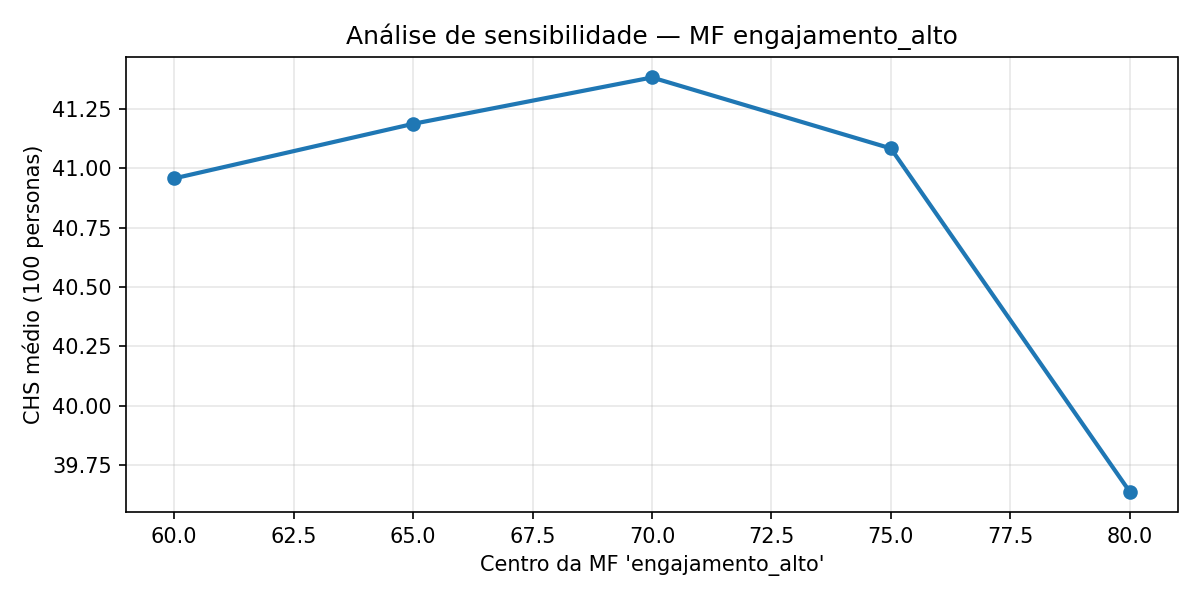 Análise de sensibilidade — MF engajamento_alto
CHS médio (100 personas)
41.25
41.00
40.75
40.50
40.25
40.00
39.75
60.0 62.5 65.0 67.5 70.0 72.5 75.0 77.5 80.0
Centro da MF 'engajamento_alto'